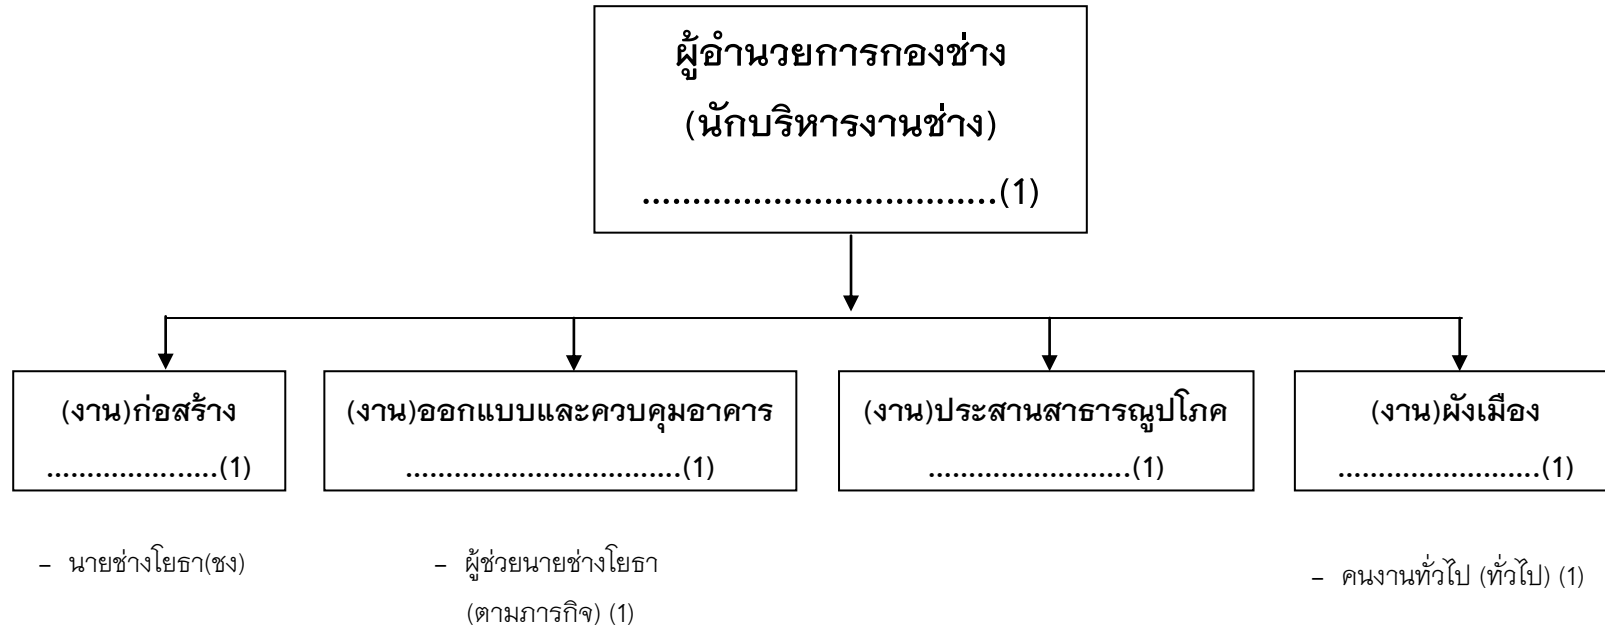 ผู้อำนวยการกองช่าง
(นักบริหารงานช่าง)
...................................(1)
(งาน)ก่อสร้าง
.....................(1)
(งาน)ออกแบบและควบคุมอาคาร
..................................(1)
(งาน)ประสานสาธารณูปโภค
.........................(1)
(งาน)ผังเมือง
.........................(1)
– นายช่างโยธา(ชง)
– ผู้ช่วยนายช่างโยธา
(ตามภารกิจ) (1)
– คนงานทั่วไป (ทั่วไป) (1)